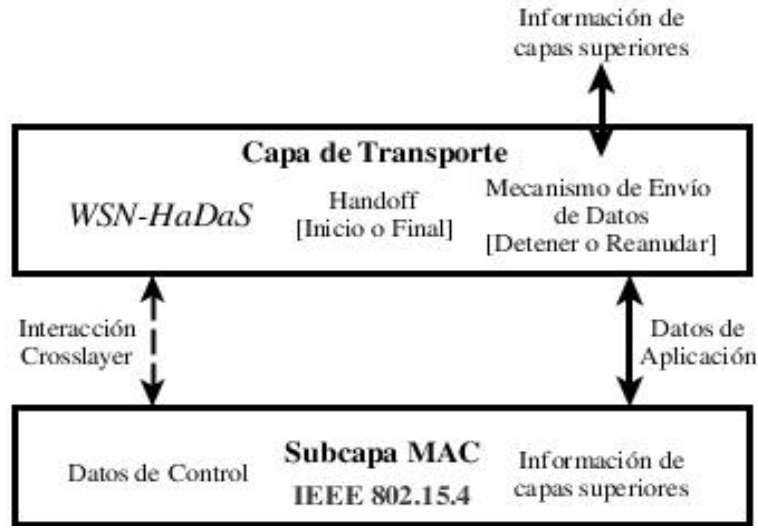 Información de
capas superiores
Capa de Transporte
WSN-HaDaS
Handoff
[Inicio o Final]
Mecanismo de Envío
de Datos
[Detener o Reanudar]
Interacción
Crosslayer
Datos de
Aplicación
Datos de Control
Subcapa MAC
IEEE 802.15.4
Información de
capas superiores